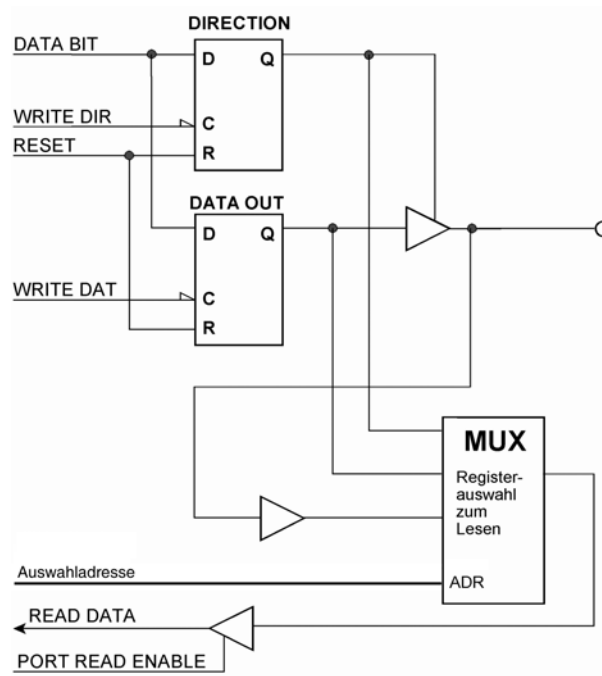 DIRECTION
DATA BIT
D
Q
WRITE DIR
C
RESET
R
DATA OUT
D
Q
WRITE DAT
C
R
MUX
Register-
auswahl
zum
Lesen
Auswahladresse
ADR
READ DATA
PORT READ ENABLE